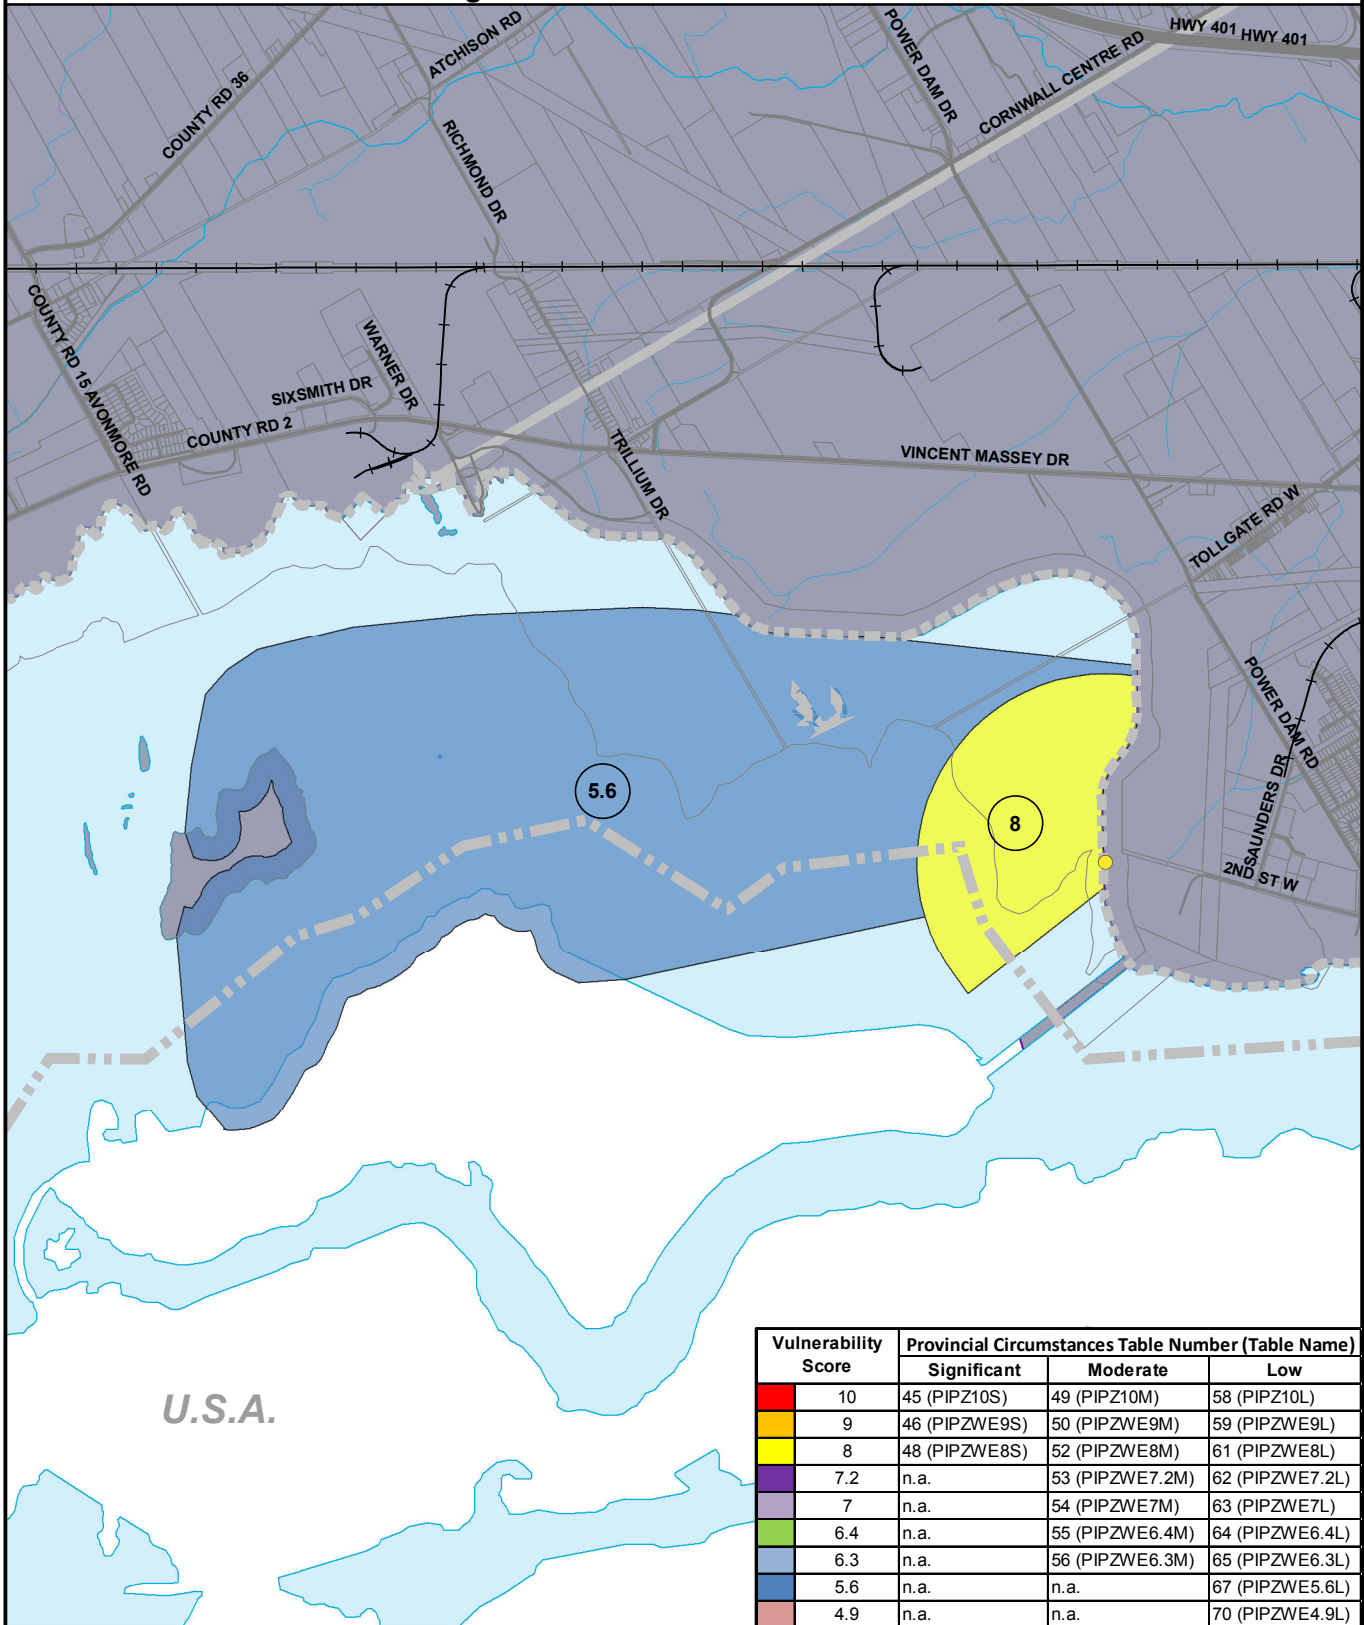 HWY 401 HWY 401
ATCHISON RD
POWER DAM DR
CORNWALL CENTRE RD
COUNTY RD 36
RICHMOND DR
COUNTY RD 15 AVONMORE RD
WARNER DR
SIXSMITH DR
COUNTY RD 2
TRILLIUM DR
VINCENT MASSEY DR
TOLLGATE RD W
POWER DAM RD
SAUNDERS DR
2ND ST W
5.6
8
U.S.A.
Vulnerability Score Provincial Circumstances Table Number (Table Name)
Significant Moderate Low
10 45 (PIPZ10S) 49 (PIPZ10M) 58 (PIPZ10L)
9 46 (PIPZWE9S) 50 (PIPZWE9M) 59 (PIPZWE9L)
8 48 (PIPZWE8S) 52 (PIPZWE8M) 61 (PIPZWE8L)
7.2 n.a. 53 (PIPZWE7.2M) 62 (PIPZWE7.2L)
7 n.a. 54 (PIPZWE7M) 63 (PIPZWE7L)
6.4 n.a. 55 (PIPZWE6.4M) 64 (PIPZWE6.4L)
6.3 n.a. 56 (PIPZWE6.3M) 65 (PIPZWE6.3L)
5.6 n.a. n.a. 67 (PIPZWE5.6L)
4.9 n.a. n.a. 70 (PIPZWE4.9L)